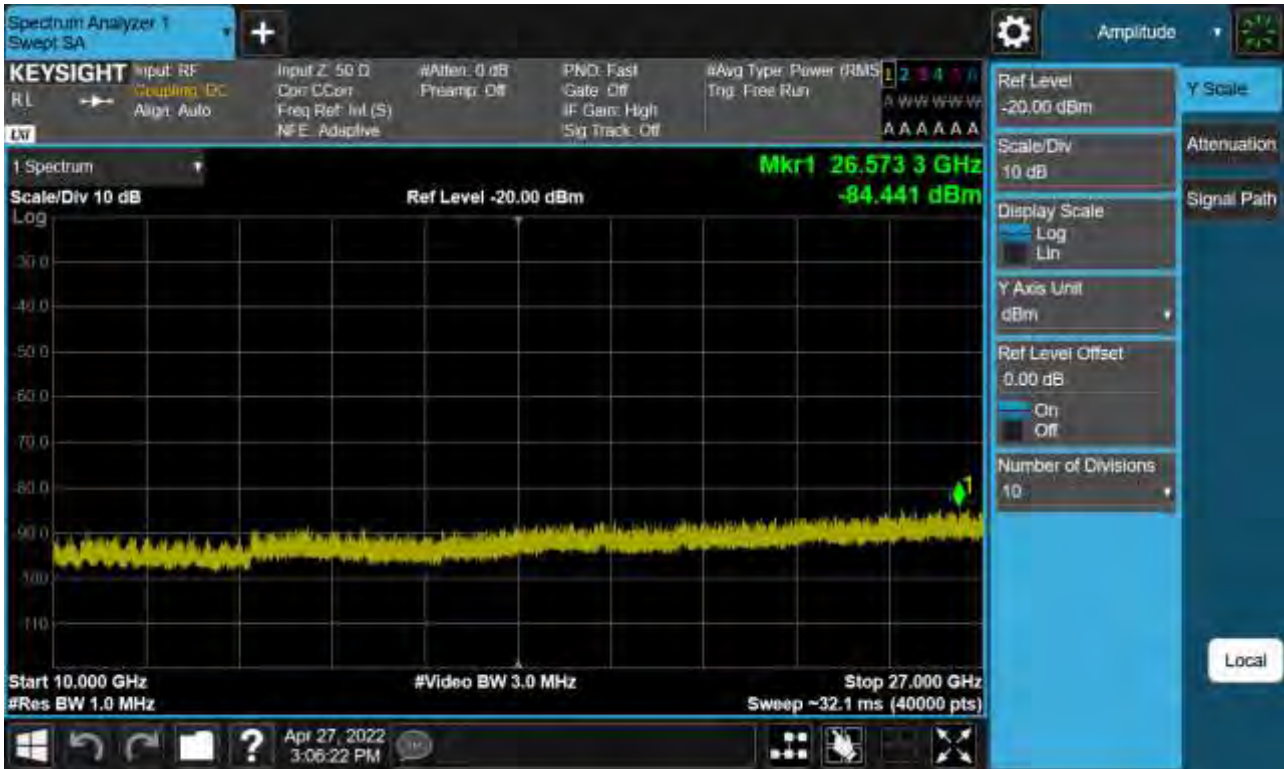 Spectrum Analyzer 1
Swept SA
+
Amplitude
KEYSIGHT
RL
Input: RF
Coupling: DC
Align: Auto
Input Z: 50 Ω
Corr CCorr
Freq Ref: Int (S)
NFE: Adaptive
#Atten: 0 dB
Preamp: Off
PNO: Fast
Gate: Off
IF Gain: High
Sig Track: Off
#Avg Type: Power (RMS
Trig: Free Run
1 2 3 4 5 6
A W W W W W
A A A A A A
1 Spectrum
Scale/Div 10 dB
Ref Level -20.00 dBm
Mkr1 26.573 3 GHz
-84.441 dBm
Log
-30.0
-40.0
-50.0
-60.0
-70.0
-80.0
-90.0
-100
-110
1
Start 10.000 GHz
#Res BW 1.0 MHz
#Video BW 3.0 MHz
Stop 27.000 GHz
Sweep ~32.1 ms (40000 pts)
Ref Level
-20.00 dBm
Scale/Div
10 dB
Display Scale
Log
Lin
Y Axis Unit
dBm
Ref Level Offset
0.00 dB
On
Off
Number of Divisions
10
Y Scale
Attenuation
Signal Path
Local
?
Apr 27, 2022
3:06:22 PM